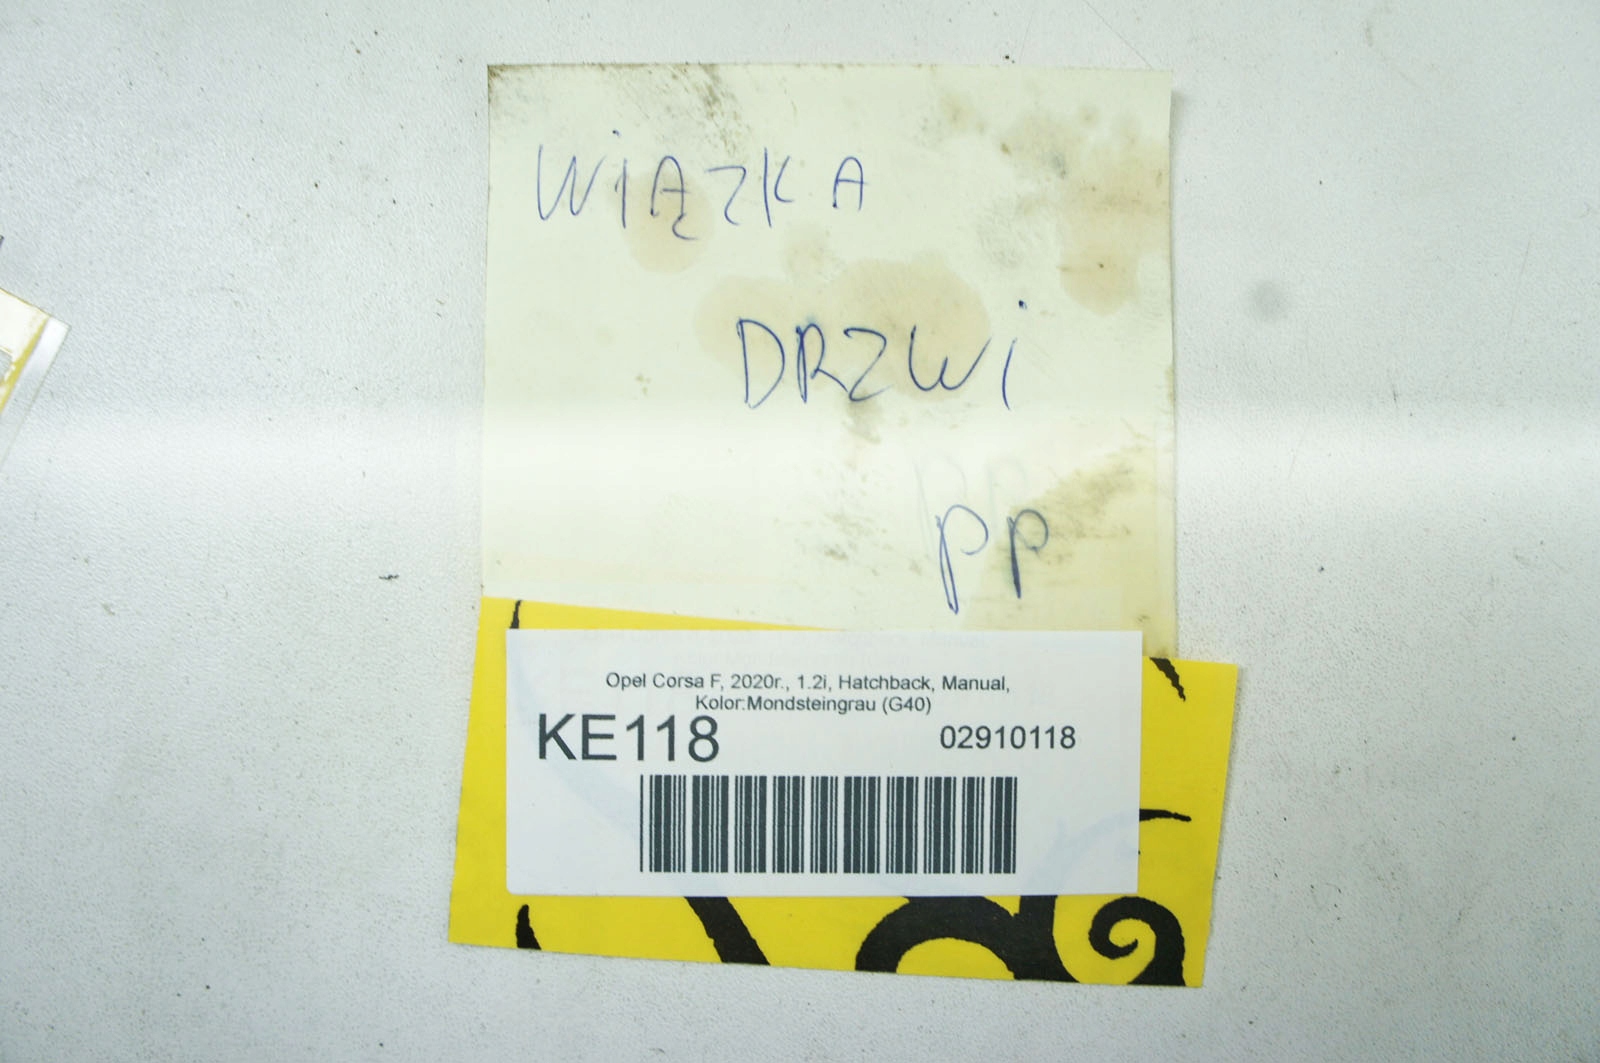 WIĄZKA
DRZWI
PP
Opel Corsa F, 2020r., 1.2i, Hatchback, Manual,
Kolor:Mondsteingrau (G40)
KE118 02910118